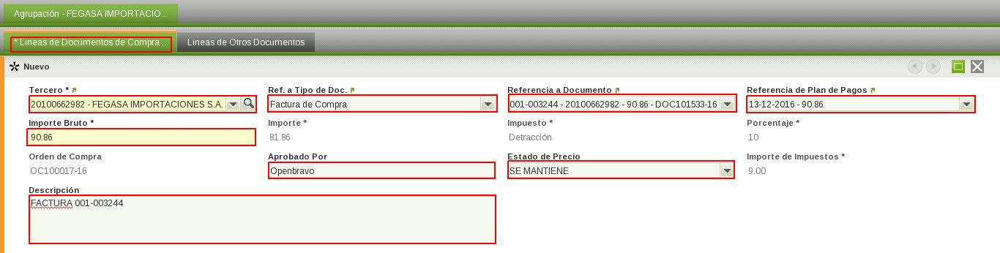 Agrupación - FEGASA IMPORTACIO...
* Lineas de Documentos de Compra... Lineas de Otros Documentos
Nuevo
Tercero * Ref. a Tipo de Doc. Referencia a Documento Referencia de Plan de Pagos
20100662982 - FEGASA IMPORTACIONES S.A. Factura de Compra 001-003244 - 20100662982 - 90.86 - DOC101533-16 13-12-2016 - 90.86
Importe Bruto * Importe * Impuesto * Porcentaje *
90.86 81.86 Detracción 10
Orden de Compra Aprobado Por Estado de Precio Importe de Impuestos *
OC100017-16 Openbravo SE MANTIENE 9.00
Descripción
FACTURA 001-003244